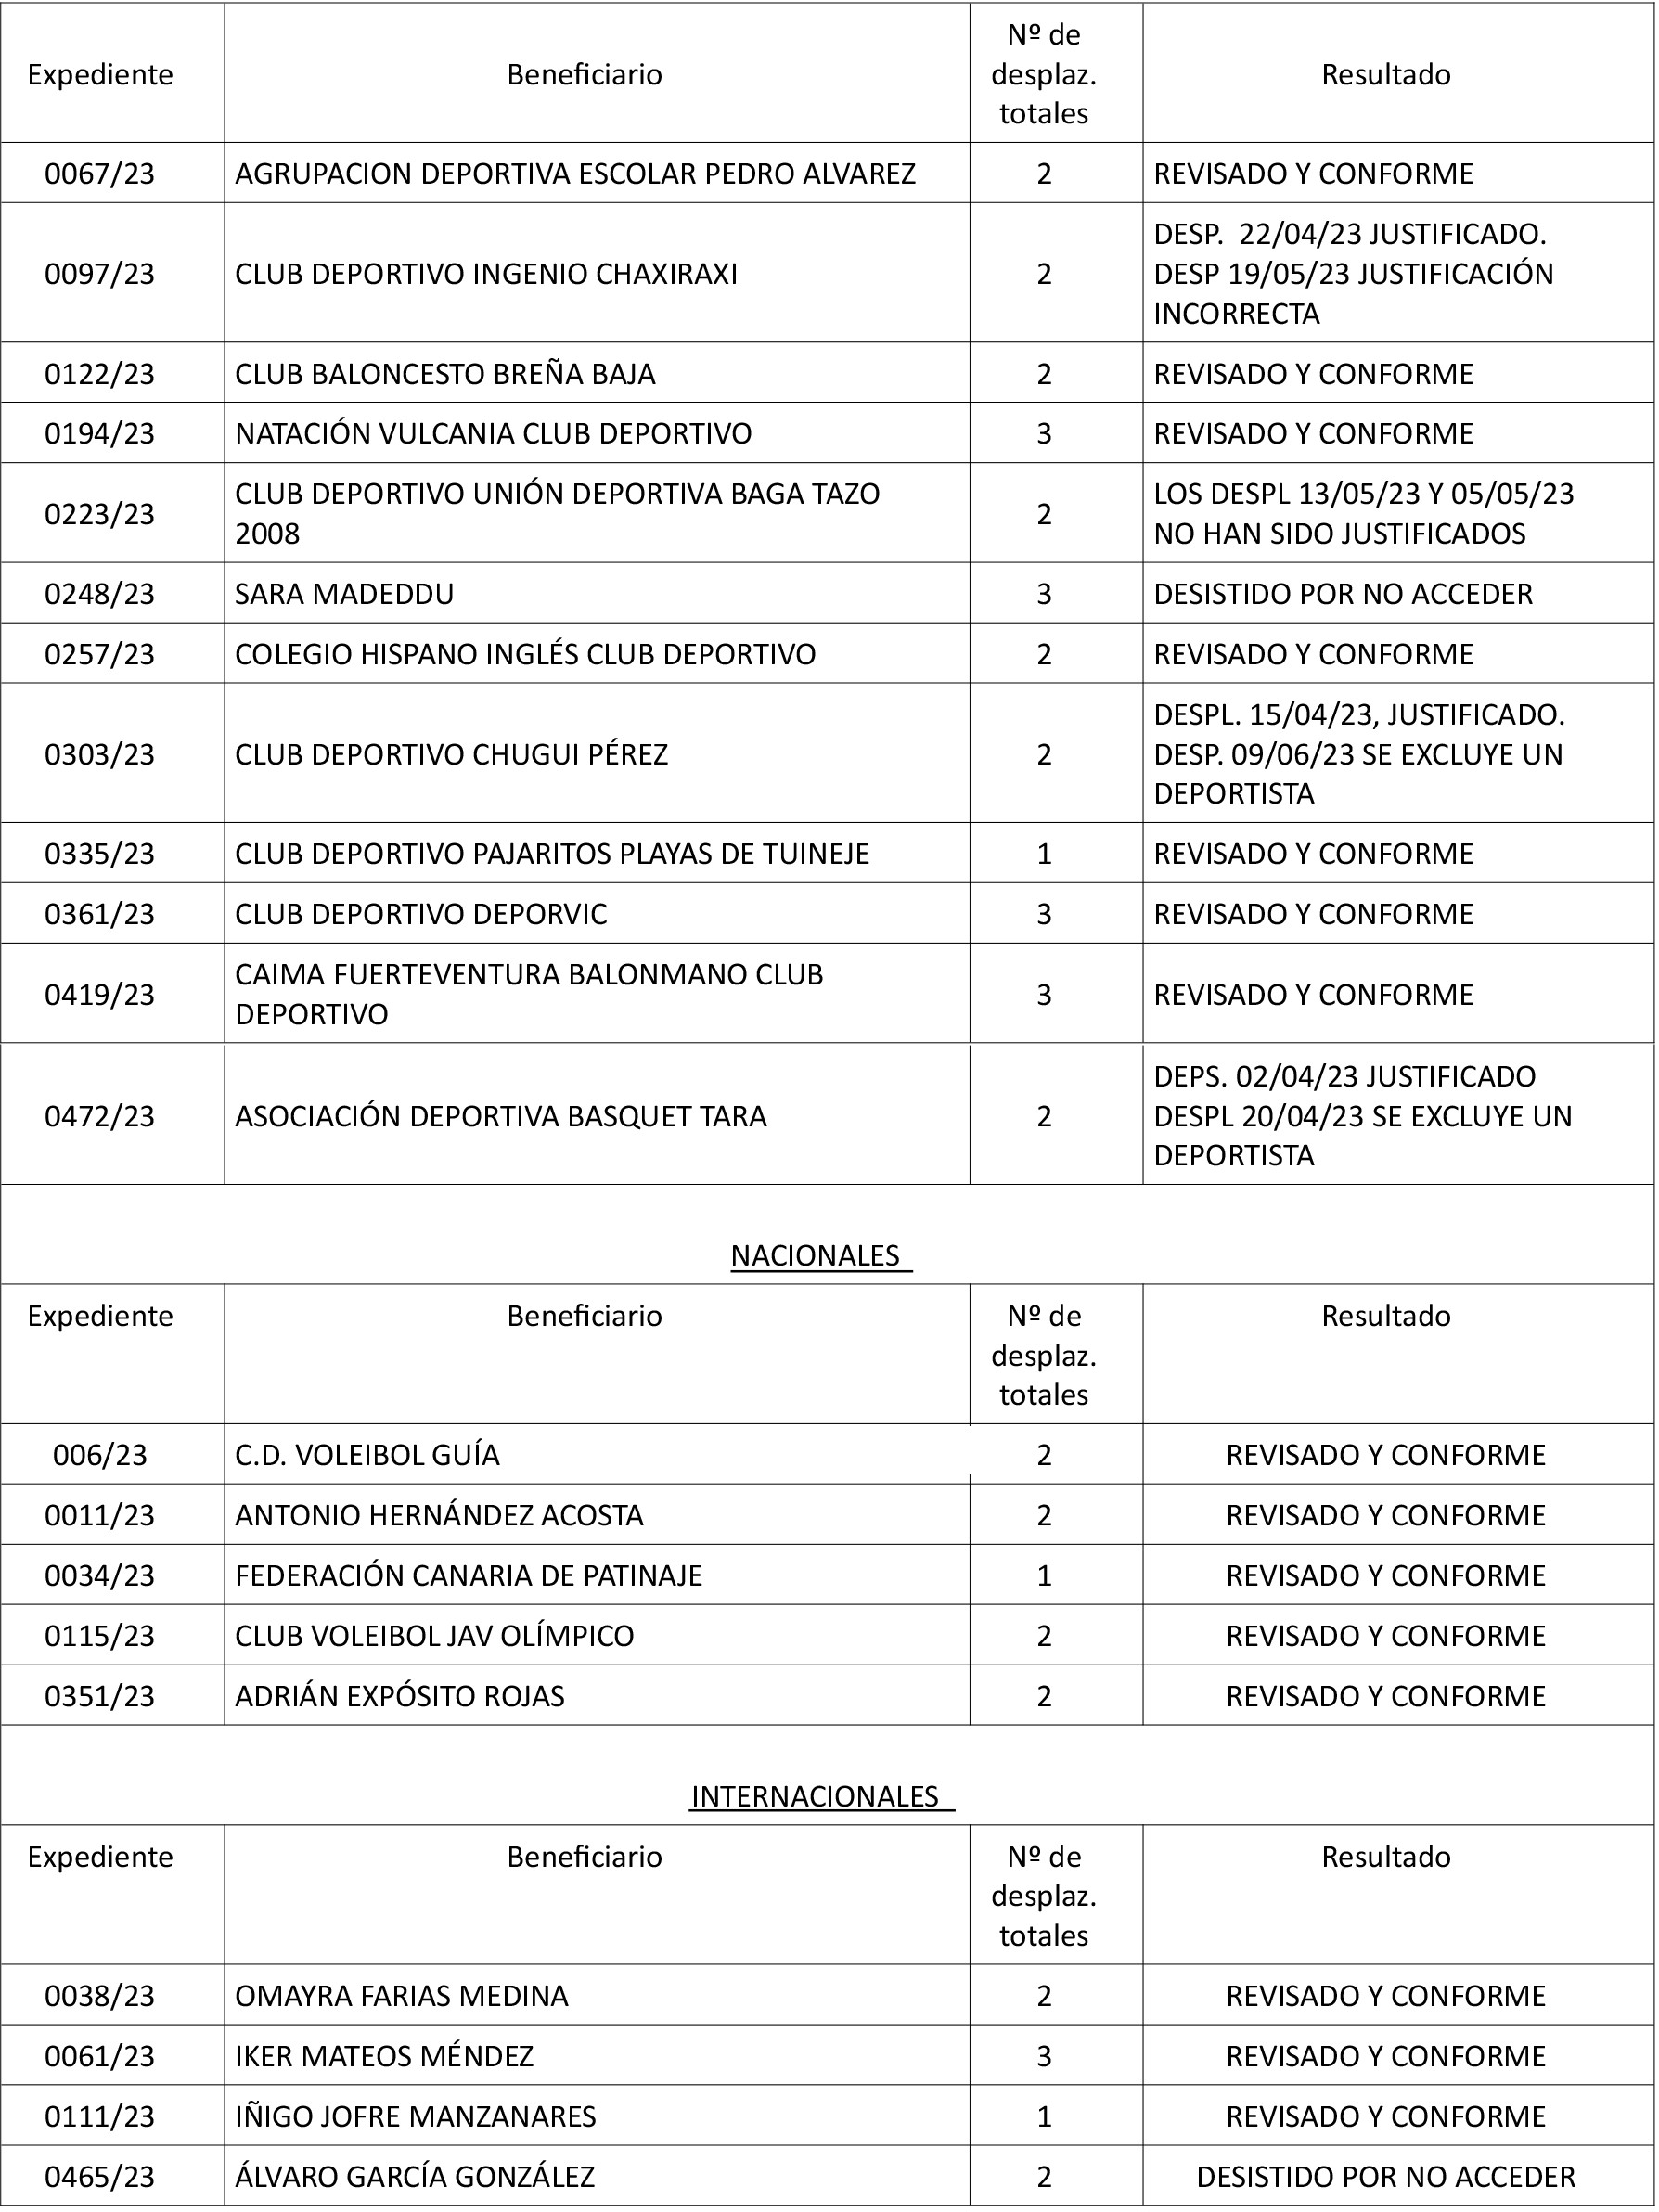 Expediente Beneficiario Nº de desplaz. totales Resultado
0067/23 AGRUPACION DEPORTIVA ESCOLAR PEDRO ALVAREZ 2 REVISADO Y CONFORME
0097/23 CLUB DEPORTIVO INGENIO CHAXIRAXI 2 DESP. 22/04/23 JUSTIFICADO.
DESP 19/05/23 JUSTIFICACIÓN
INCORRECTA
0122/23 CLUB BALONCESTO BREÑA BAJA 2 REVISADO Y CONFORME
0194/23 NATACIÓN VULCANIA CLUB DEPORTIVO 3 REVISADO Y CONFORME
0223/23 CLUB DEPORTIVO UNIÓN DEPORTIVA BAGA TAZO
2008 2 LOS DESPL 13/05/23 Y 05/05/23
NO HAN SIDO JUSTIFICADOS
0248/23 SARA MADEDDU 3 DESISTIDO POR NO ACCEDER
0257/23 COLEGIO HISPANO INGLÉS CLUB DEPORTIVO 2 REVISADO Y CONFORME
0303/23 CLUB DEPORTIVO CHUGUI PÉREZ 2 DESPL. 15/04/23, JUSTIFICADO.
DESP. 09/06/23 SE EXCLUYE UN
DEPORTISTA
0335/23 CLUB DEPORTIVO PAJARITOS PLAYAS DE TUINEJE 1 REVISADO Y CONFORME
0361/23 CLUB DEPORTIVO DEPORVIC 3 REVISADO Y CONFORME
0419/23 CAIMA FUERTEVENTURA BALONMANO CLUB
DEPORTIVO 3 REVISADO Y CONFORME
0472/23 ASOCIACIÓN DEPORTIVA BASQUET TARA 2 DEPS. 02/04/23 JUSTIFICADO
DESPL 20/04/23 SE EXCLUYE UN
DEPORTISTA
NACIONALES
Expediente Beneficiario Nº de desplaz. totales Resultado
006/23 C.D. VOLEIBOL GUÍA 2 REVISADO Y CONFORME
0011/23 ANTONIO HERNÁNDEZ ACOSTA 2 REVISADO Y CONFORME
0034/23 FEDERACIÓN CANARIA DE PATINAJE 1 REVISADO Y CONFORME
0115/23 CLUB VOLEIBOL JAV OLÍMPICO 2 REVISADO Y CONFORME
0351/23 ADRIÁN EXPÓSITO ROJAS 2 REVISADO Y CONFORME
INTERNACIONALES
Expediente Beneficiario Nº de desplaz. totales Resultado
0038/23 OMAYRA FARIAS MEDINA 2 REVISADO Y CONFORME
0061/23 IKER MATEOS MÉNDEZ 3 REVISADO Y CONFORME
0111/23 IÑIGO JOFRE MANZANARES 1 REVISADO Y CONFORME
0465/23 ÁLVARO GARCÍA GONZÁLEZ 2 DESISTIDO POR NO ACCEDER